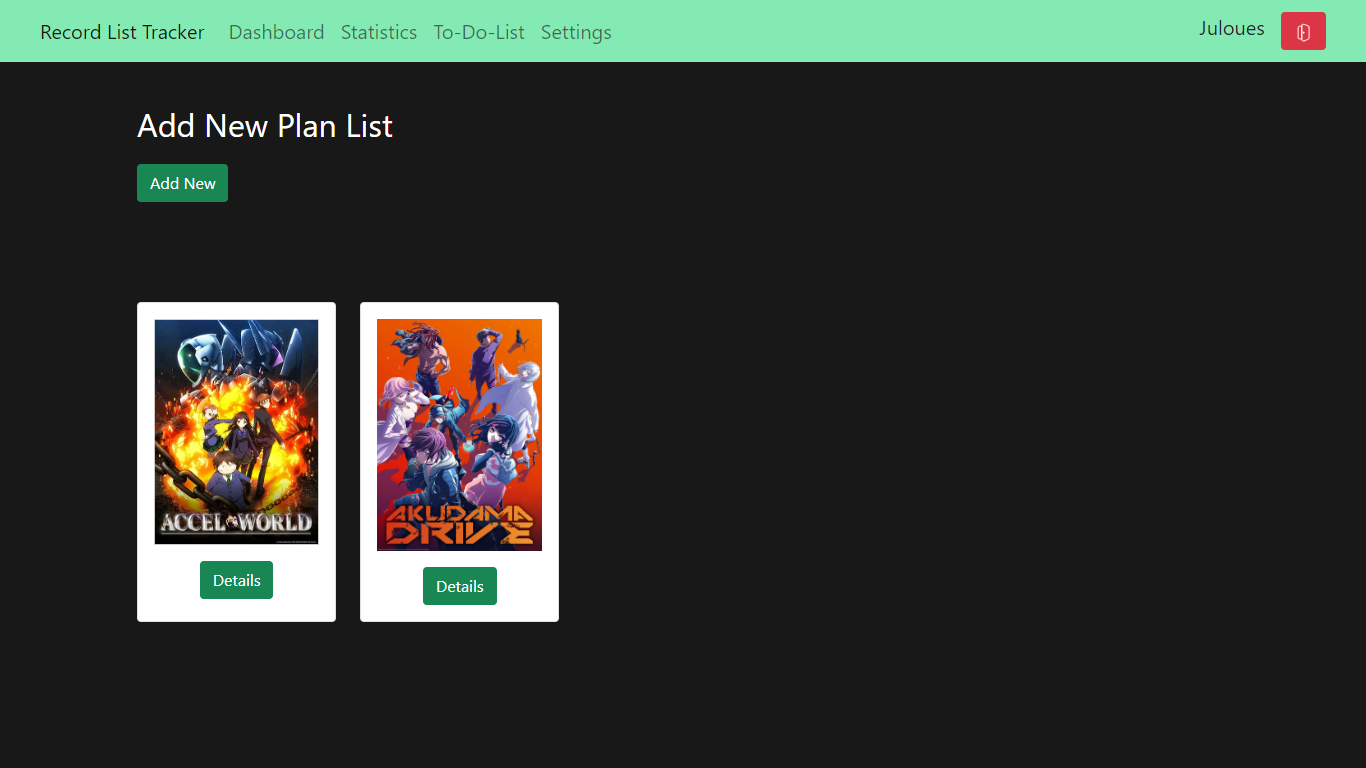 Record List Tracker Dashboard Statistics To-Do-List Settings Juloues
Add New Plan List
Add New
ACCEL WORLD
AKUDAMA
DRIVE
Details
Details